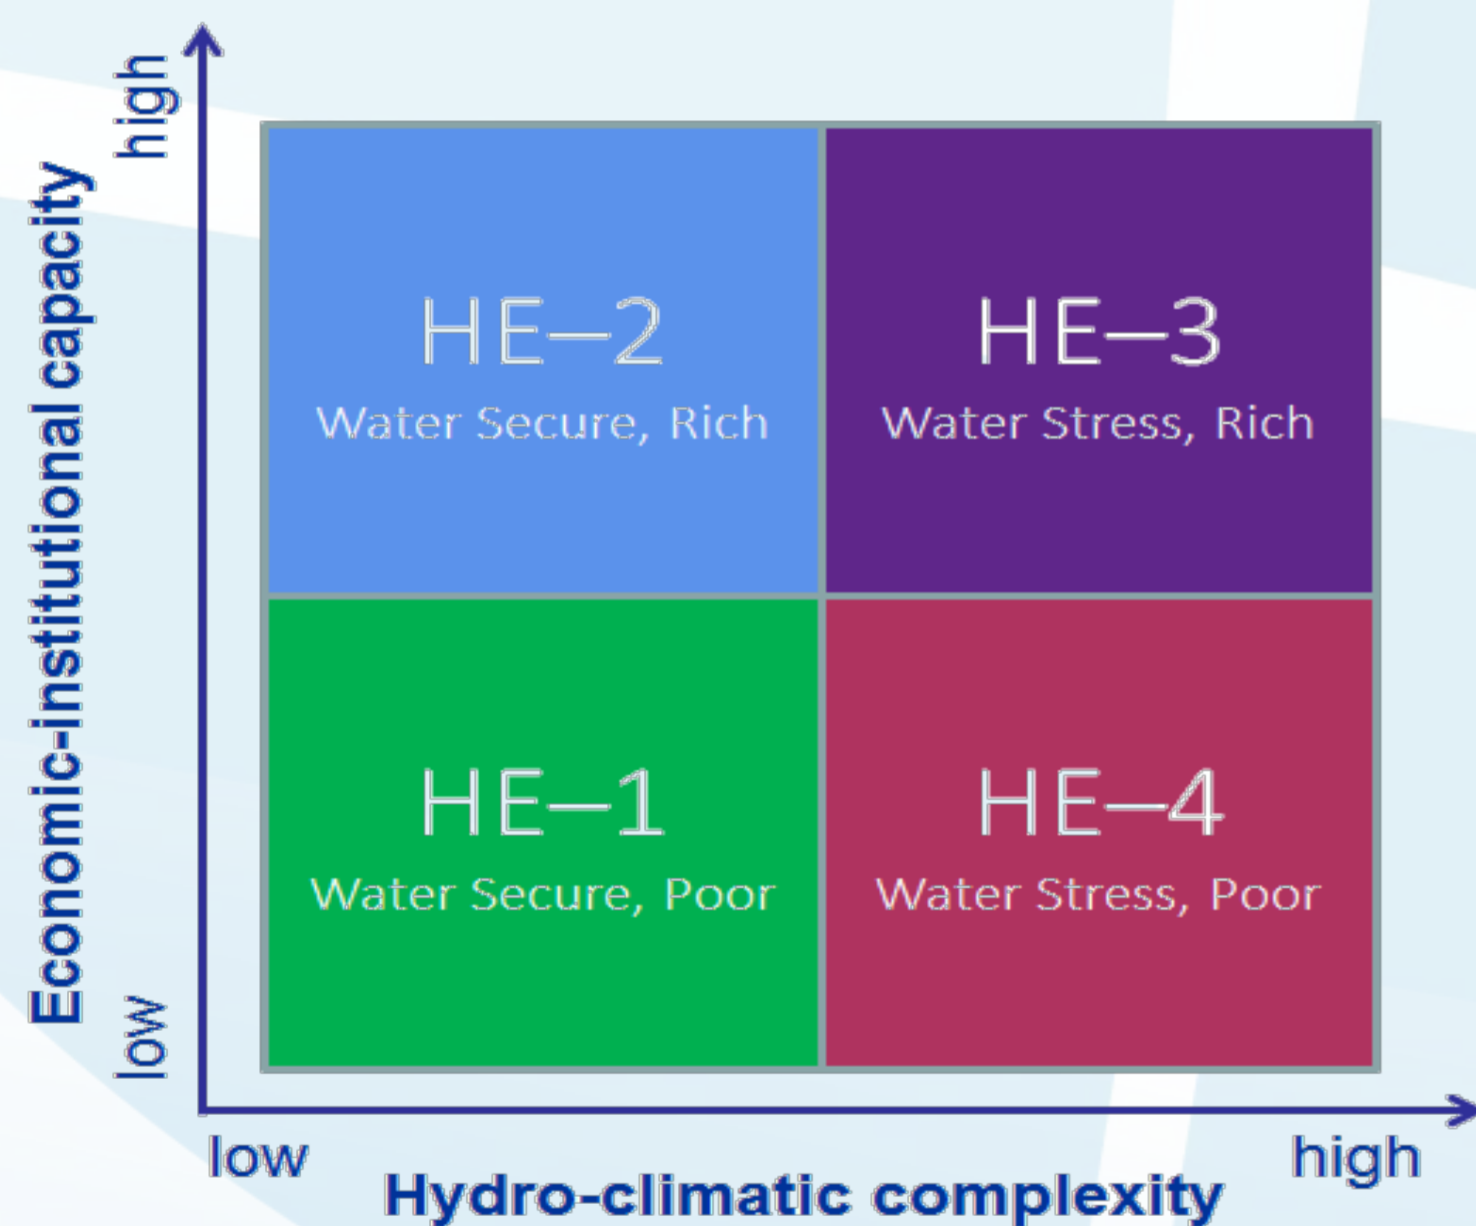 high
Economic-institutional capacity
low
HE–2
Water Secure, Rich
HE–3
Water Stress, Rich
HE–1
Water Secure, Poor
HE–4
Water Stress, Poor
low
high
Hydro-climatic complexity